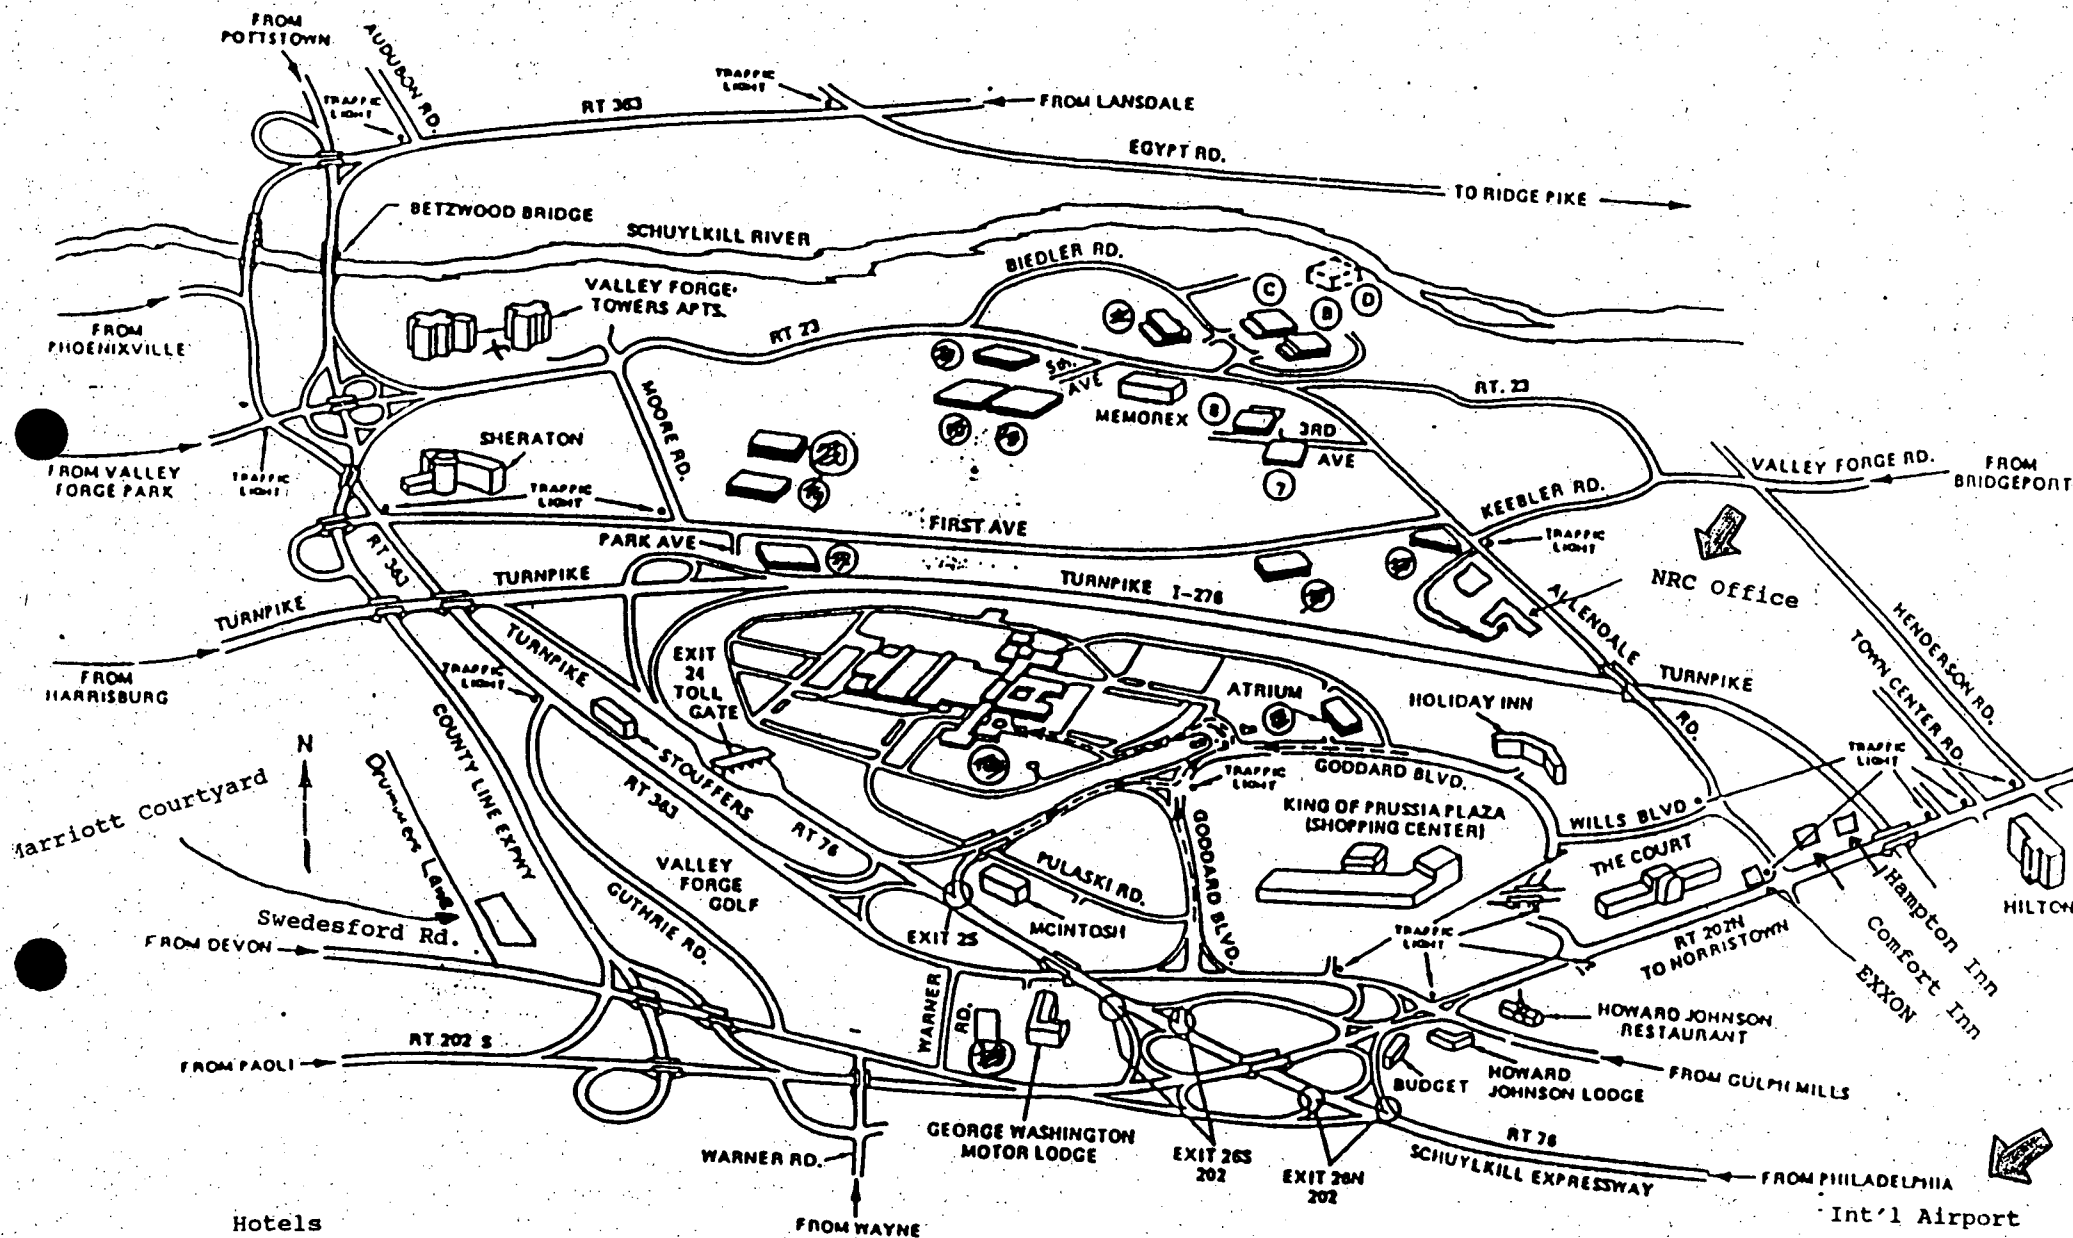 FROM
POTTSTOWN
AUDUBON RD.
TRAFFIC
LIGHT
RT 363
TRAFFIC
LIGHT
FROM LANSDALE
EGYPT RD.
TO RIDGE PIKE
BETZWOOD BRIDGE
SCHUYLKILL RIVER
BIEDLER RD.
VALLEY FORGE
TOWERS APTS.
C
D
B
FROM
PHOENIXVILLE
RT 23
5th
AVE
MEMOREX
8
3RD
AVE
7
RT. 23
MOORE RD.
SHERATON
FROM VALLEY
FORGE PARK
TRAFFIC
LIGHT
TRAFFIC
LIGHT
VALLEY FORGE RD.
FROM
BRIDGEPORT
KEEBLER RD.
FIRST AVE
PARK AVE
TRAFFIC
LIGHT
RT 363
TURNPIKE
TURNPIKE I-276
NRC Office
ALLENDALE
RD.
HENDERSON RD.
TOWN CENTER RD.
TURNPIKE
FROM
HARRISBURG
TURNPIKE
TRAFFIC
LIGHT
EXIT
24
TOLL
GATE
ATRIUM
HOLIDAY INN
TURNPIKE
N
COUNTY LINE EXPWY
Drummers Lane
STOUFFERS
RT 363
RT 76
TRAFFIC
LIGHT
GODDARD BLVD.
TRAFFIC
LIGHT
Marriott Courtyard
KING OF PRUSSIA PLAZA
(SHOPPING CENTER)
WILLS BLVD
THE COURT
GODDARD BLVD.
PULASKI RD.
VALLEY
FORGE
GOLF
GUTHRIE RD.
Swedesford Rd.
FROM DEVON
EXIT 25
MCINTOSH
TRAFFIC
LIGHT
RT 202N
TO NORRISTOWN
HILTON
Hampton Inn
Comfort Inn
EXXON
WARNER
RD.
HOWARD JOHNSON
RESTAURANT
RT 202 S
FROM PAOLI
BUDGET
HOWARD
JOHNSON LODGE
FROM GULPH MILLS
GEORGE WASHINGTON
MOTOR LODGE
EXIT 26S
202
EXIT 26N
202
RT 76
SCHUYLKILL EXPRESSWAY
FROM PHILADELPHIA
WARNER RD.
Int'l Airport
Hotels
FROM WAYNE